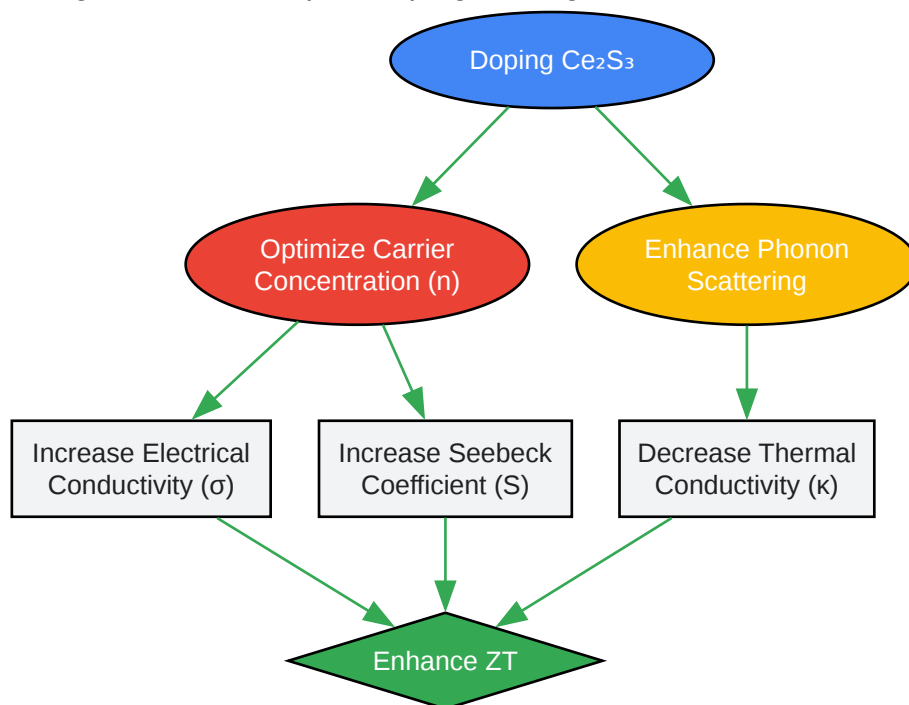 Doping Ce₂S₃
Optimize Carrier
Concentration (n)
Enhance Phonon
Scattering
Increase Electrical
Conductivity (σ)
Increase Seebeck
Coefficient (S)
Decrease Thermal
Conductivity (κ)
Enhance ZT